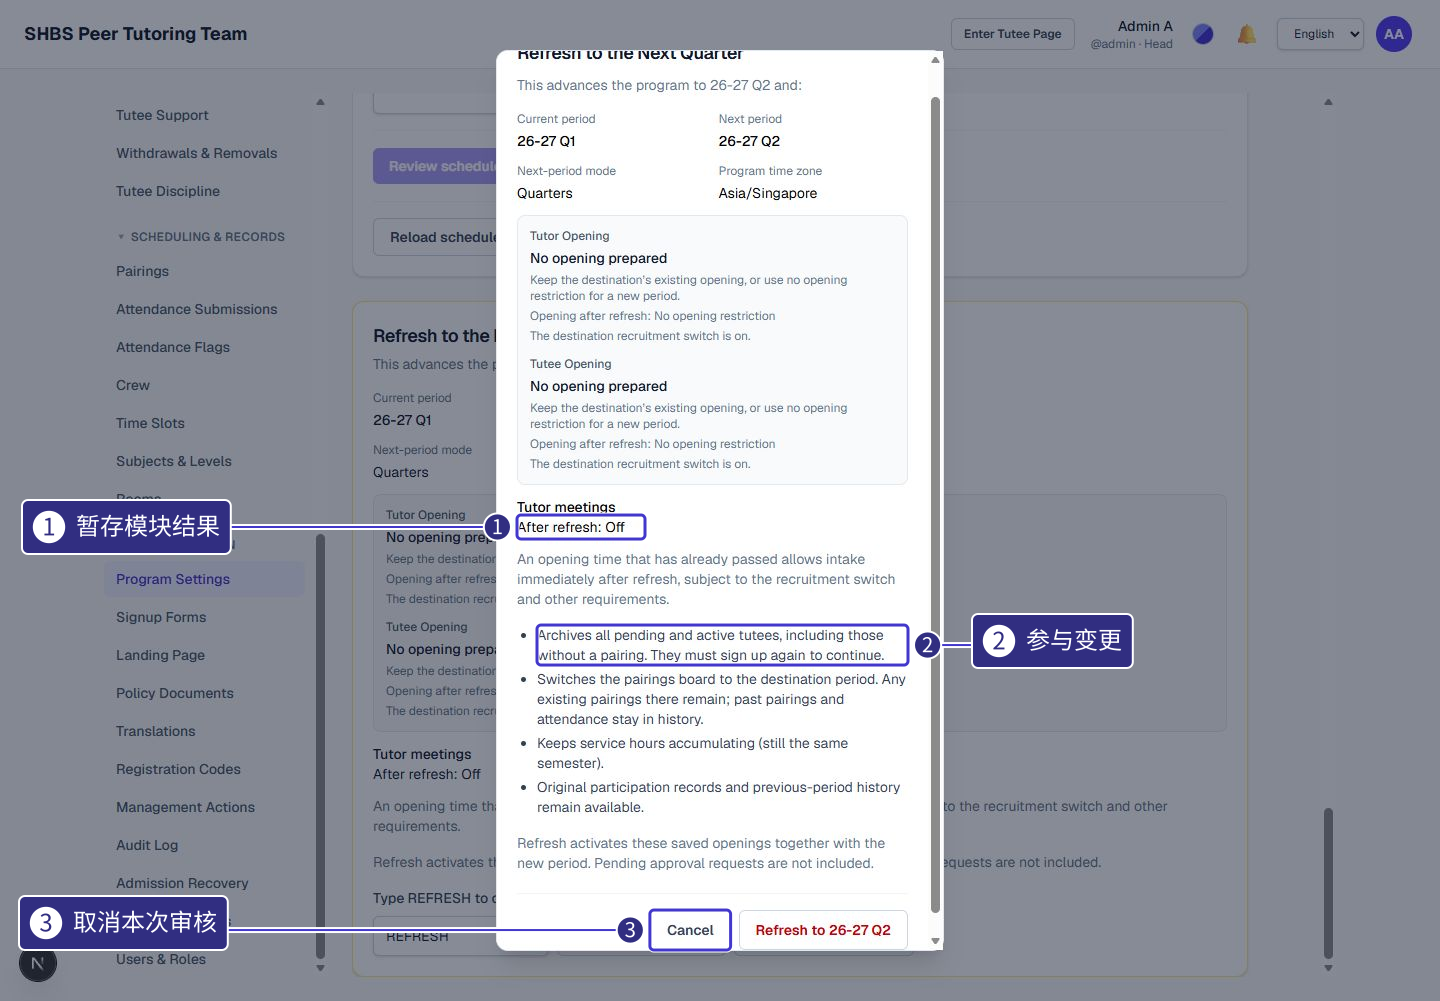 SHBS Peer Tutoring Team
Enter Tutee Page
Admin A
@admin · Head
English
AA
Tutee Support
Withdrawals & Removals
Tutee Discipline
SCHEDULING & RECORDS
Pairings
Attendance Submissions
Attendance Flags
Crew
Time Slots
Subjects & Levels
Program Settings
Signup Forms
Landing Page
Policy Documents
Translations
Registration Codes
Management Actions
Audit Log
Admission Recovery
Users & Roles
N
Review schedul
Reload schedule
Refresh to the
This advances the
Current period
26-27 Q1
Next-period mode
Quarters
Tutor Opening
No opening prep
Keep the destination
Opening after refres
The destination recr
Tutee Opening
No opening prepa
Keep the destination
Opening after refres
The destination recr
Tutor meetings
After refresh: Off
An opening time th
to the recruitment switch and other
requirements.
Refresh activates t
equests are not included.
Type REFRESH to c
REFRESH
Refresh to the Next Quarter
This advances the program to 26-27 Q2 and:
Current period
Next period
26-27 Q1
26-27 Q2
Next-period mode
Program time zone
Quarters
Asia/Singapore
Tutor Opening
No opening prepared
Keep the destination's existing opening, or use no opening
restriction for a new period.
Opening after refresh: No opening restriction
The destination recruitment switch is on.
Tutee Opening
No opening prepared
Keep the destination's existing opening, or use no opening
restriction for a new period.
Opening after refresh: No opening restriction
The destination recruitment switch is on.
Tutor meetings
After refresh: Off
An opening time that has already passed allows intake
immediately after refresh, subject to the recruitment switch
and other requirements.
Archives all pending and active tutees, including those
without a pairing. They must sign up again to continue.
Switches the pairings board to the destination period. Any
existing pairings there remain; past pairings and
attendance stay in history.
Keeps service hours accumulating (still the same
semester).
Original participation records and previous-period history
remain available.
Refresh activates these saved openings together with the
new period. Pending approval requests are not included.
Cancel
Refresh to 26-27 Q2
1 暂存模块结果
1
2
2 参与变更
3 取消本次审核
3